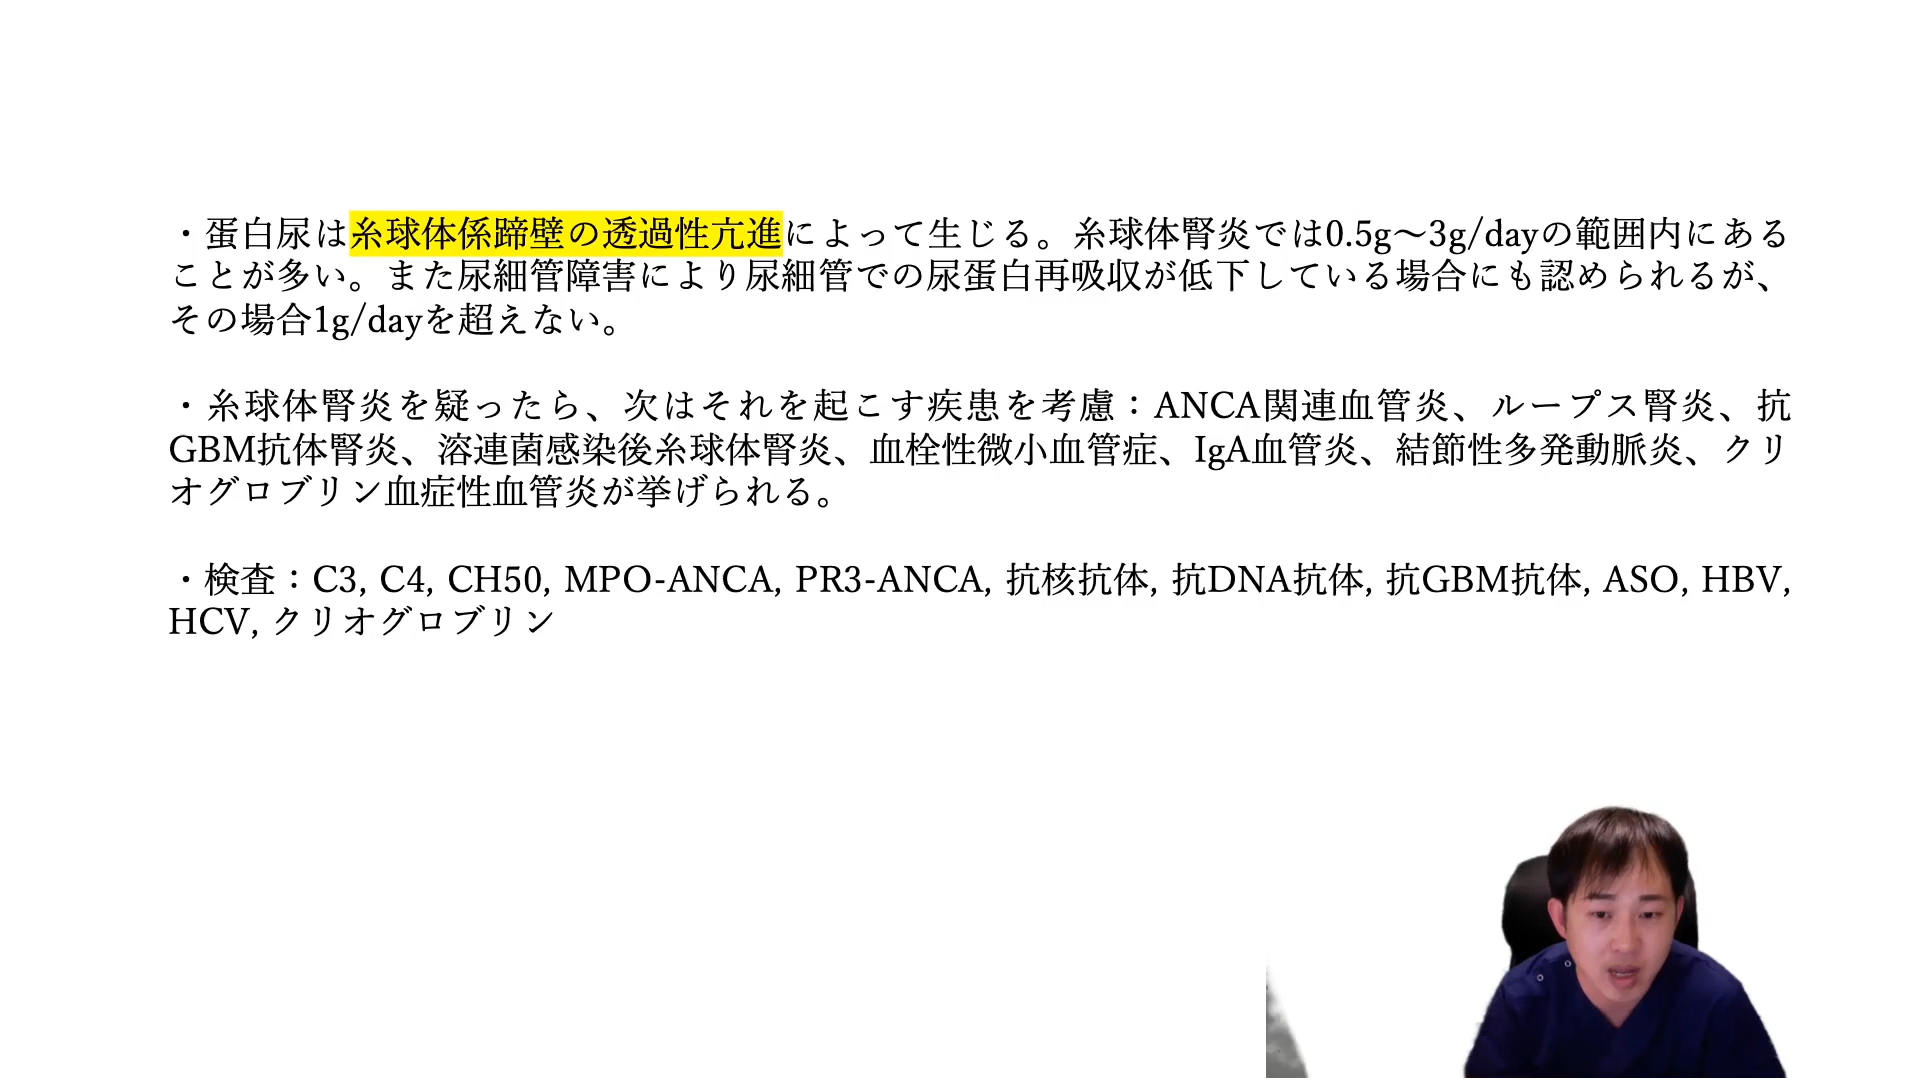 ・蛋白尿は糸球体係蹄壁の透過性亢進によって生じる。糸球体腎炎では0.5g〜3g/dayの範囲内にある
ことが多い。また尿細管障害により尿細管での尿蛋白再吸収が低下している場合にも認められるが、
その場合1g/dayを超えない。
・糸球体腎炎を疑ったら、次はそれを起こす疾患を考慮：ANCA関連血管炎、ループス腎炎、抗
GBM抗体腎炎、溶連菌感染後糸球体腎炎、血栓性微小血管症、IgA血管炎、結節性多発動脈炎、クリ
オグロブリン血症性血管炎が挙げられる。
・検査：C3, C4, CH50, MPO-ANCA, PR3-ANCA, 抗核抗体, 抗DNA抗体, 抗GBM抗体, ASO, HBV,
HCV, クリオグロブリン